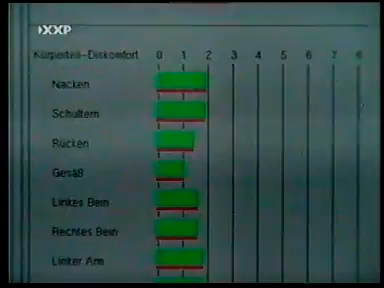 XXP
Körperteil-Diskomfort 0 1 2 3 4 5 6 7 8
Nacken
Schultern
Rücken
Gesäß
Linkes Bein
Rechtes Bein
Linker Arm